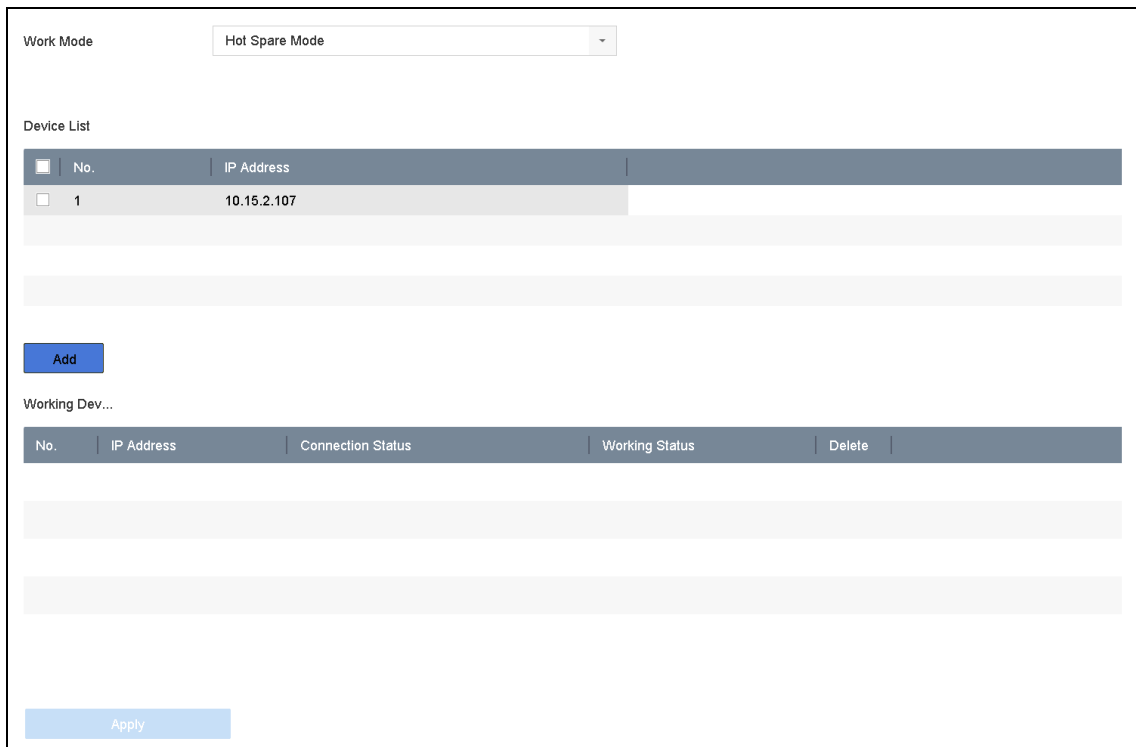 Work Mode Hot Spare Mode
Device List
No. IP Address
1 10.15.2.107
Add
Working Dev...
No. IP Address Connection Status Working Status Delete
Apply